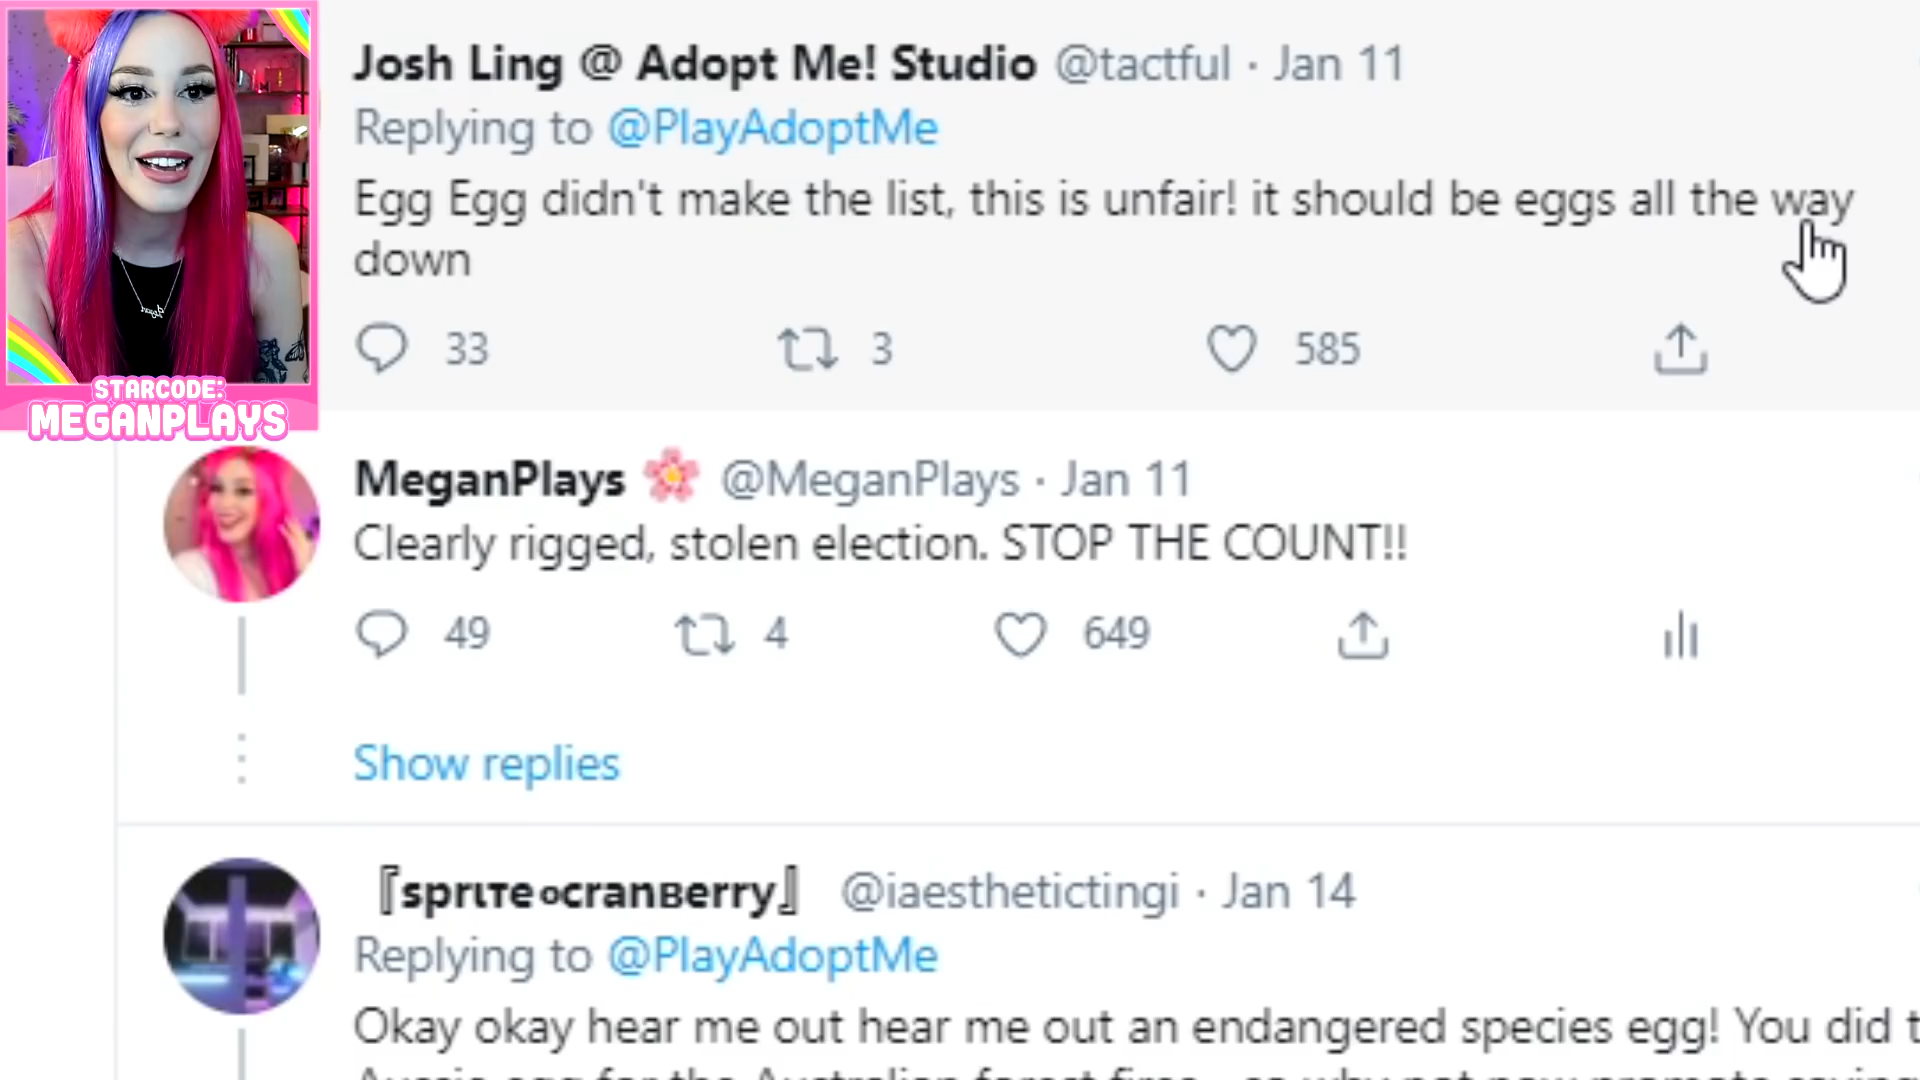 Josh Ling @ Adopt Me! Studio @tactful · Jan 11
Replying to @PlayAdoptMe
Egg Egg didn't make the list, this is unfair! it should be eggs all the way
down
33 3 585
STARCODE:
MEGANPLAYS
MeganPlays 🌸 @MeganPlays · Jan 11
Clearly rigged, stolen election. STOP THE COUNT!!
49 4 649
Show replies
『ѕprιтe∘cranвerry』 @iaesthetictingi · Jan 14
Replying to @PlayAdoptMe
Okay okay hear me out hear me out an endangered species egg! You did